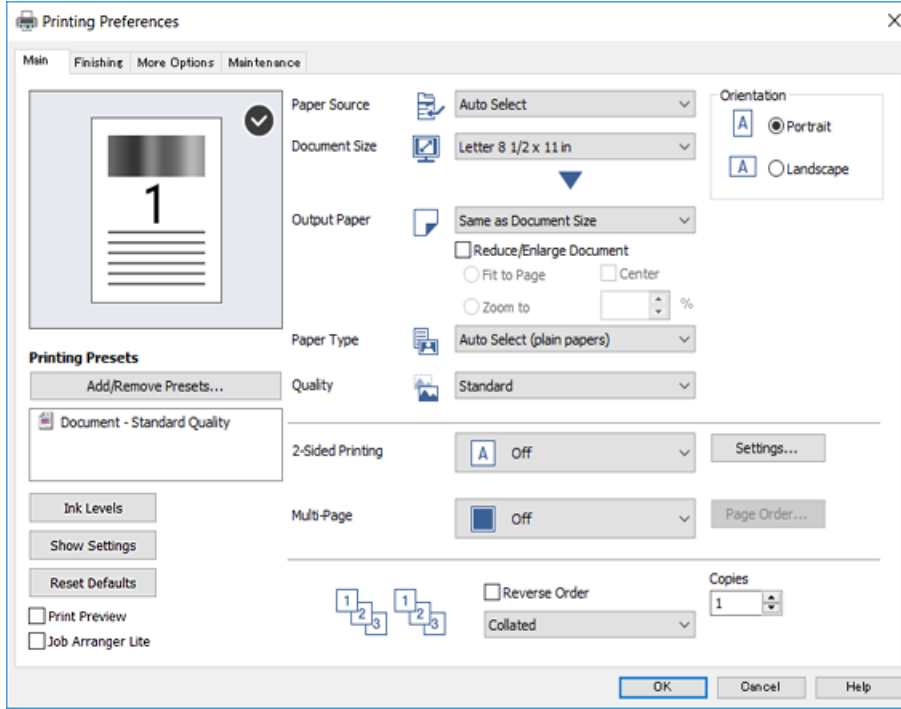 Printing Preferences
Main Finishing More Options Maintenance
1
Printing Presets
Add/Remove Presets...
Document - Standard Quality
Ink Levels
Show Settings
Reset Defaults
Print Preview
Job Arranger Lite
Paper Source Auto Select
Document Size Letter 8 1/2 x 11 in
Output Paper Same as Document Size
Reduce/Enlarge Document
Fit to Page Center
Zoom to %
Paper Type Auto Select (plain papers)
Quality Standard
Orientation
A Portrait
A Landscape
2-Sided Printing A Off Settings...
Multi-Page Off Page Order...
1 2 3 1 2 3
Reverse Order
Collated
Copies
1
OK Cancel Help